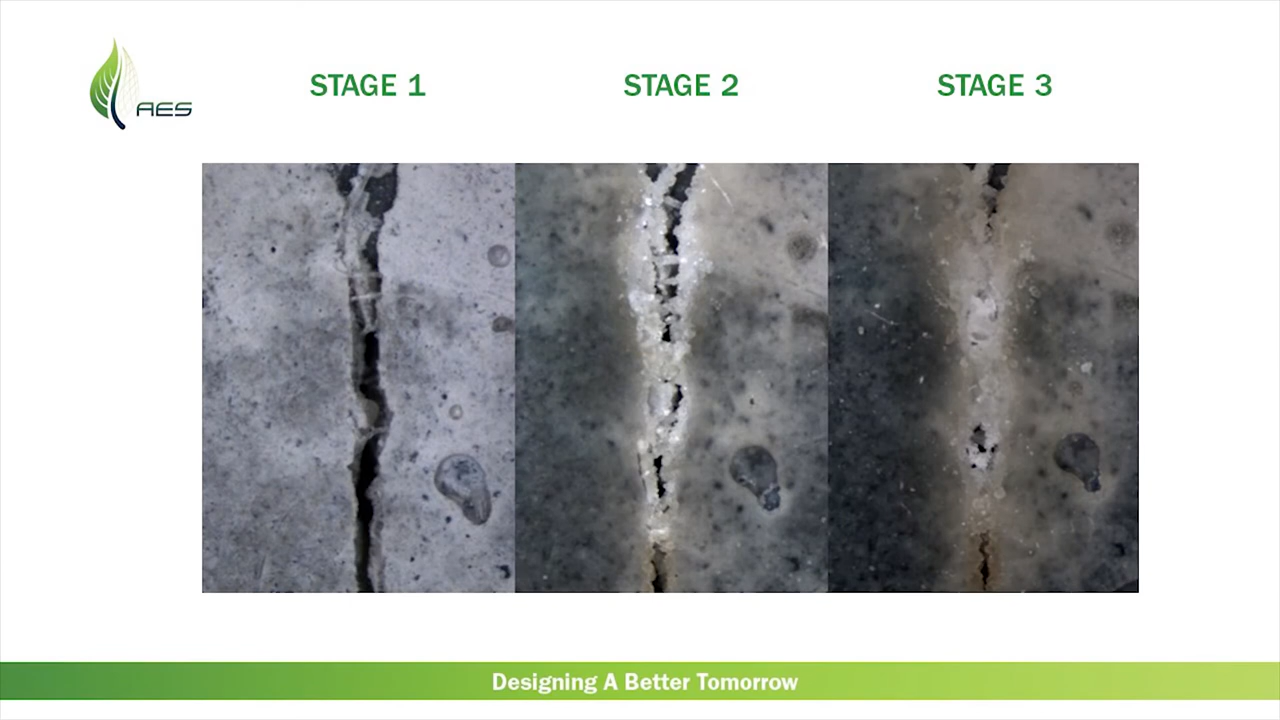 AES
STAGE 1
STAGE 2
STAGE 3
Designing A Better Tomorrow